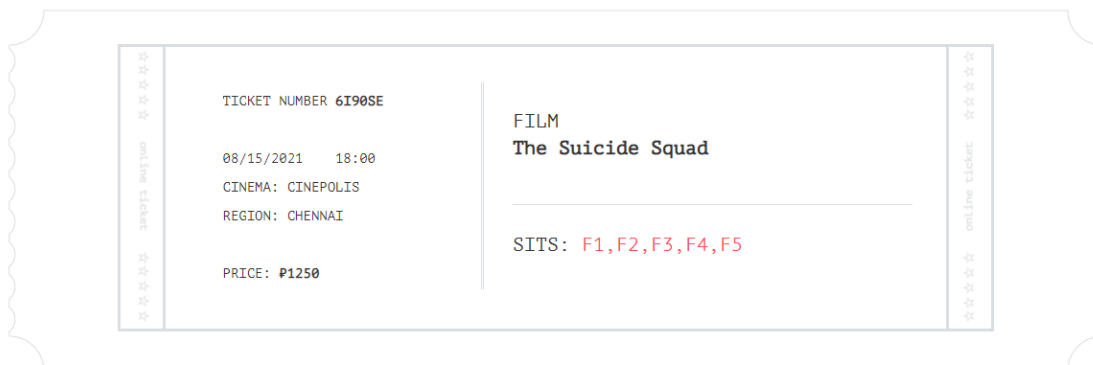 online ticket
TICKET NUMBER 6I90SE
08/15/2021 18:00
CINEMA: CINEPOLIS
REGION: CHENNAI
PRICE: ₽1250
FILM
The Suicide Squad
SITS: F1,F2,F3,F4,F5
online ticket